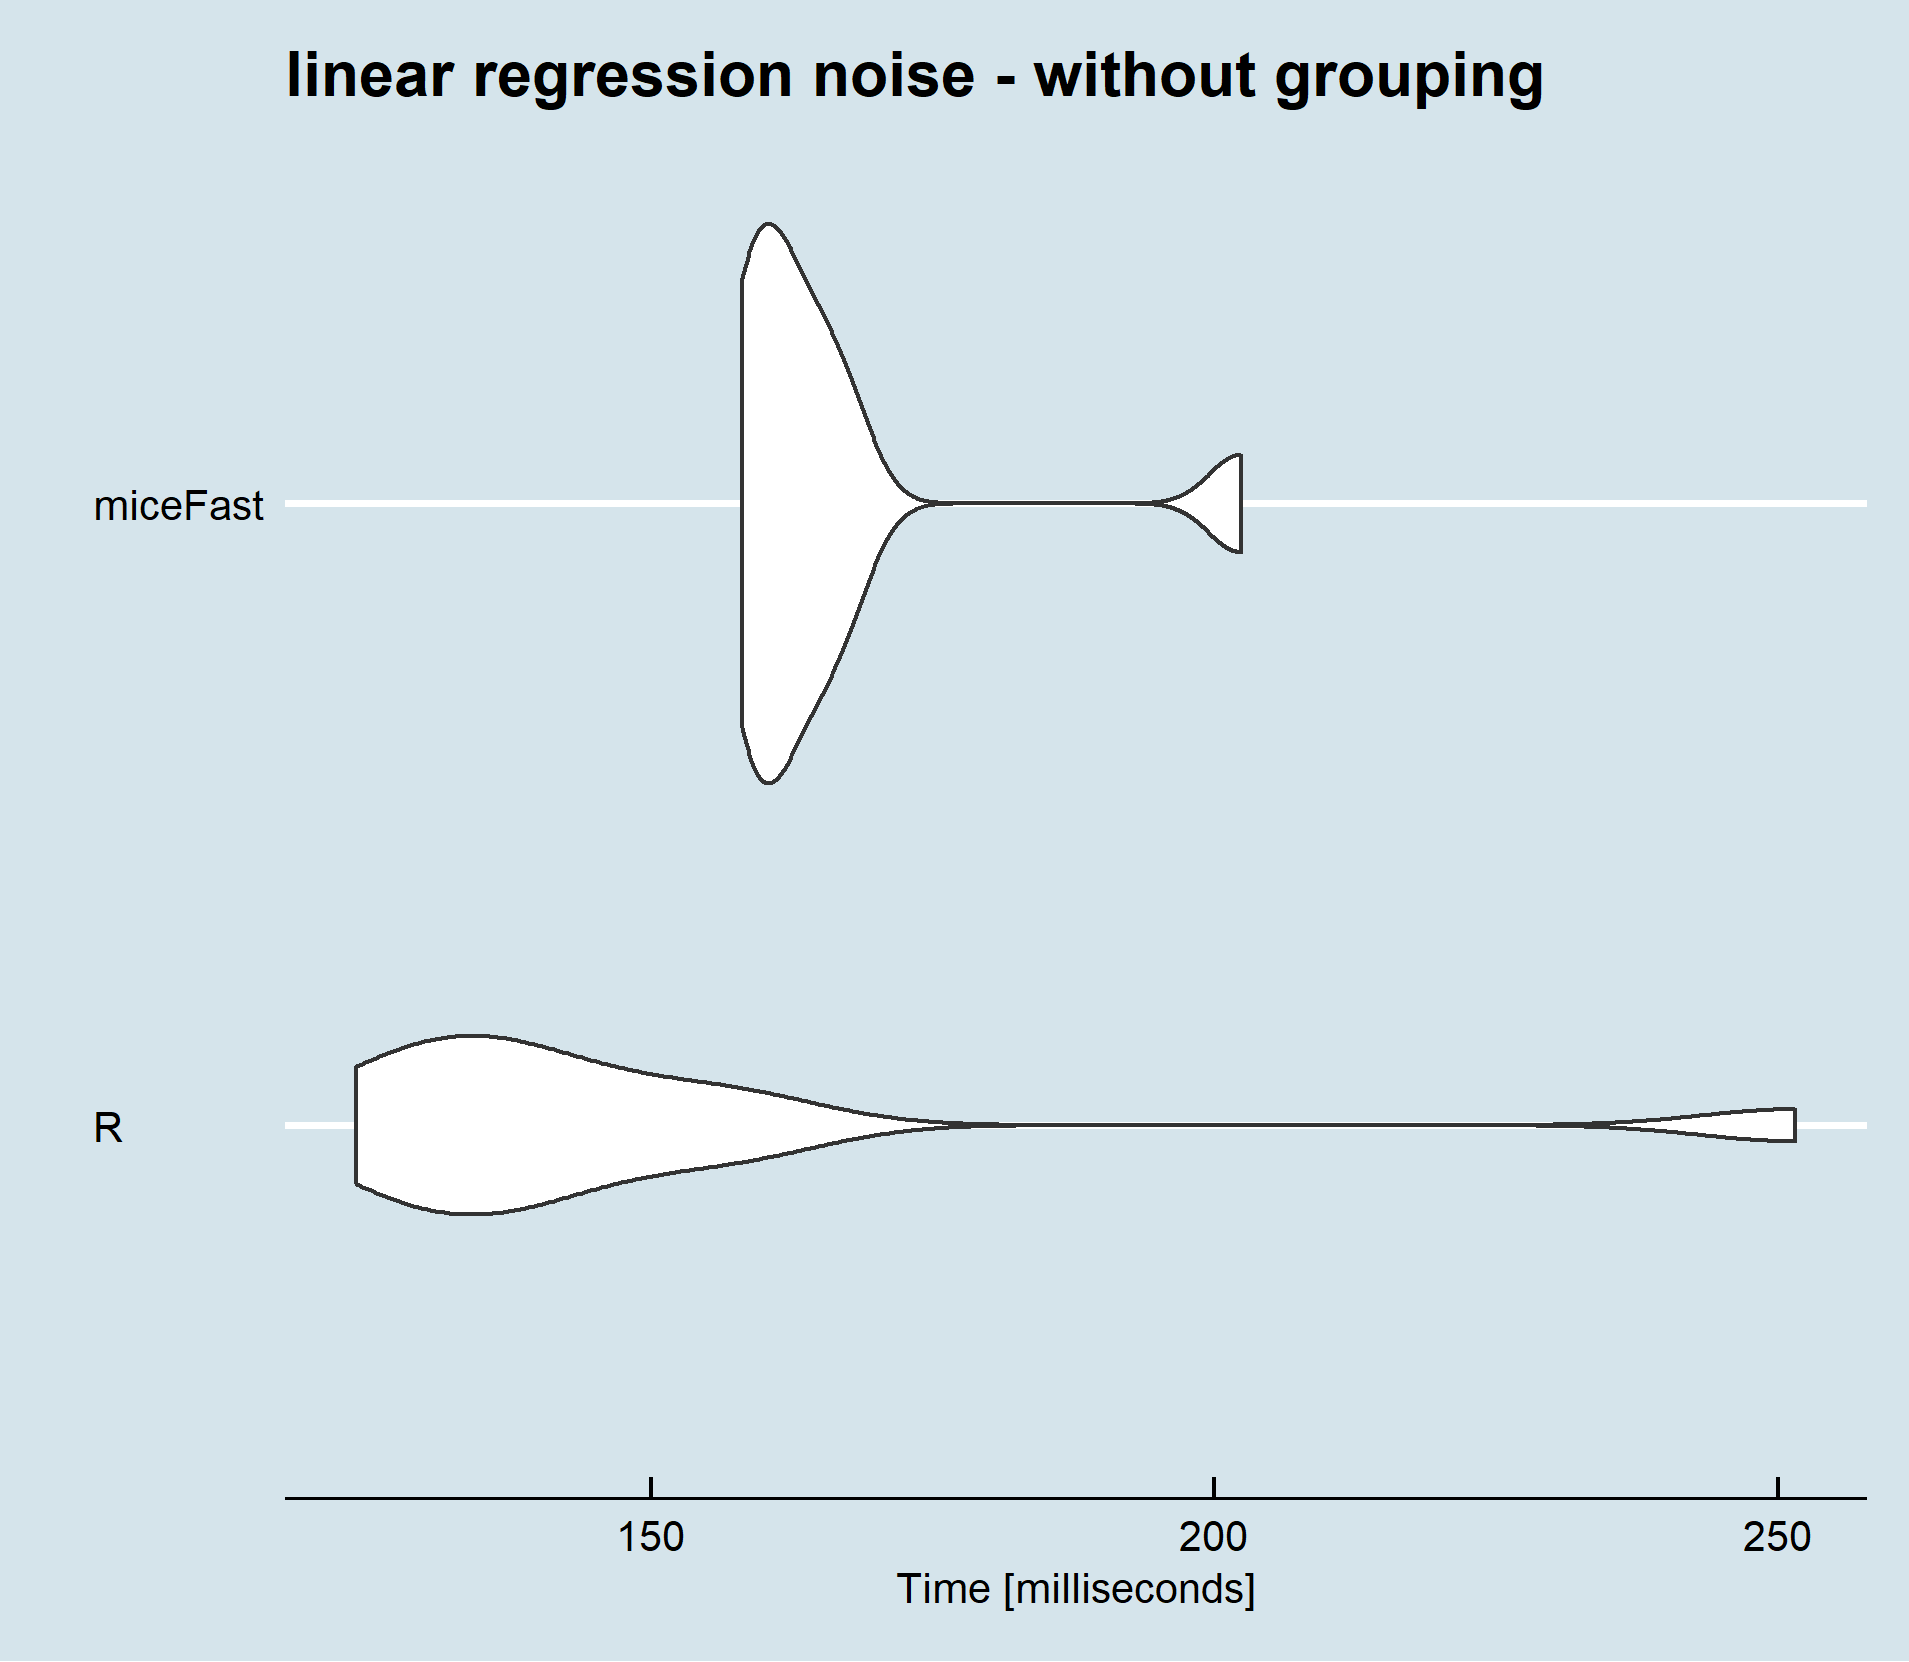 linear regression noise - without grouping
miceFast
R
150 200 250
Time [milliseconds]